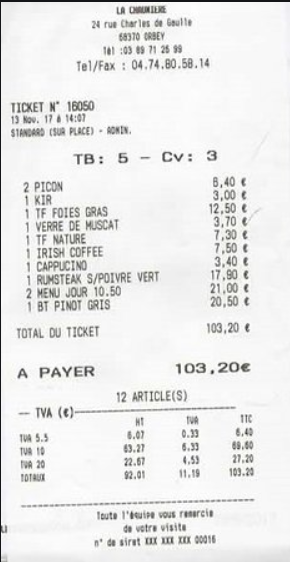 LA CHAUMIERE
24 rue Charles de Gaulle
68370 ORBEY
Tél :03 89 71 26 99
Tel/Fax : 04.74.80.58.14
TICKET N° 16050
13 Nov. 17 à 14:07
STANDARD (SUR PLACE) - ADMIN.
TB: 5 - Cv: 3
2 PICON 6,40 €
1 KIR 3,00 €
1 TF FOIES GRAS 12,50 €
1 VERRE DE MUSCAT 3,70 €
1 TF NATURE 7,30 €
1 IRISH COFFEE 7,50 €
1 CAPPUCINO 3,40 €
1 RUMSTEAK S/POIVRE VERT 17,90 €
2 MENU JOUR 10.50 21,00 €
1 BT PINOT GRIS 20,50 €
TOTAL DU TICKET 103,20 €
A PAYER 103,20€
12 ARTICLE(S)
— TVA (€)
HT TVA TTC
TVA 5.5 6.07 0.33 6.40
TVA 10 63.27 6.33 69.60
TVA 20 22.67 4.53 27.20
TOTAUX 92.01 11.19 103.20
Toute l'équipe vous remercie
de votre visite
n° de siret XXX XXX XXX 00016